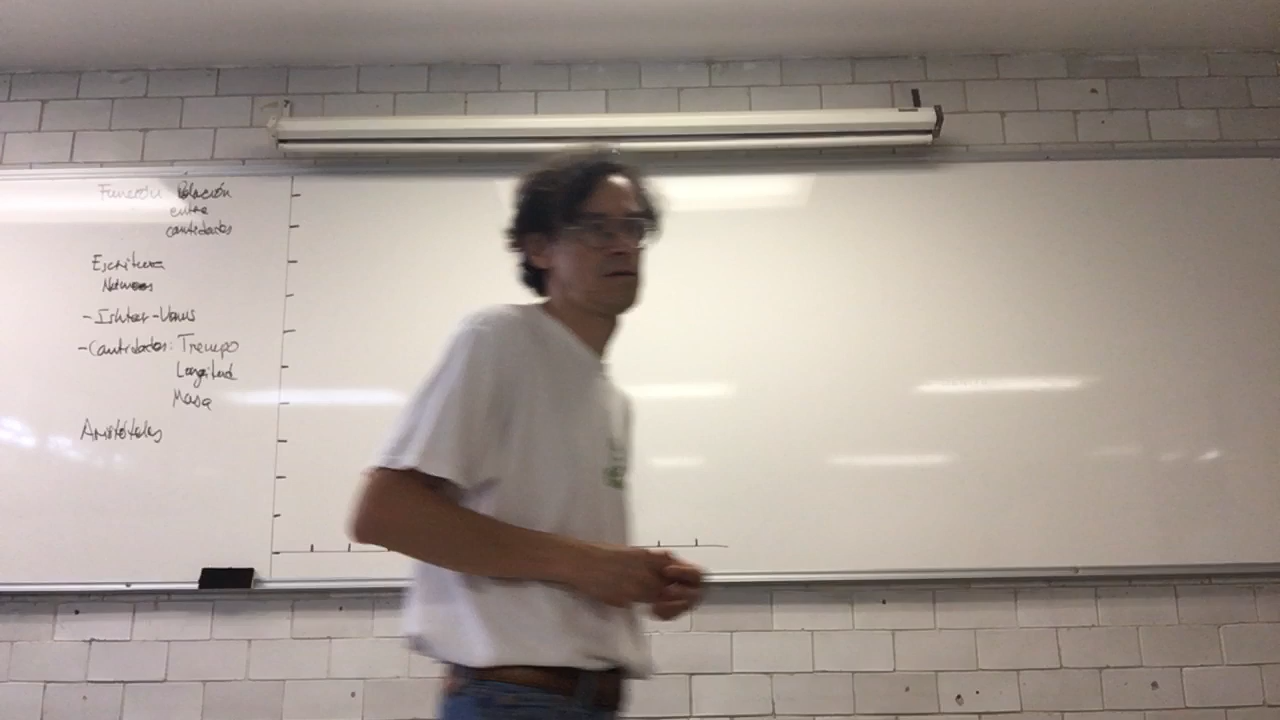 Función: Relación
entre
cantidades
Escritura
Números
- Ishtar - Venus
- Cantidades: Tiempo
Longitud
Masa
Aristóteles